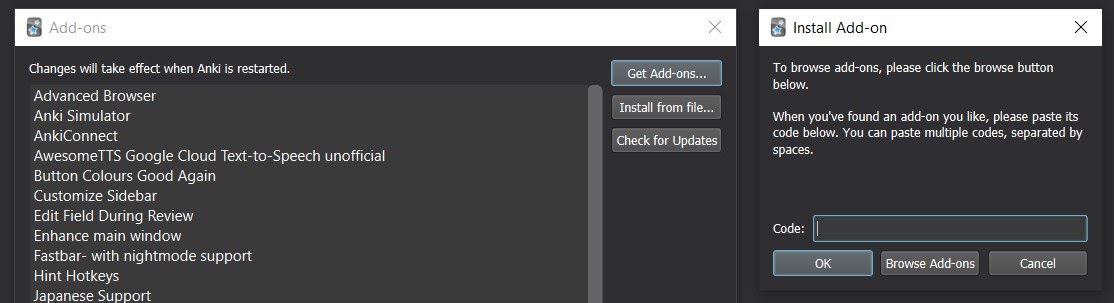 Add-ons
Changes will take effect when Anki is restarted.
Advanced Browser
Anki Simulator
AnkiConnect
AwesomeTTS Google Cloud Text-to-Speech unofficial
Button Colours Good Again
Customize Sidebar
Edit Field During Review
Enhance main window
Fastbar- with nightmode support
Hint Hotkeys
Japanese Support
Get Add-ons...
Install from file...
Check for Updates
Install Add-on
To browse add-ons, please click the browse button
below.
When you've found an add-on you like, please paste its
code below. You can paste multiple codes, separated by
spaces.
Code:
OK
Browse Add-ons
Cancel